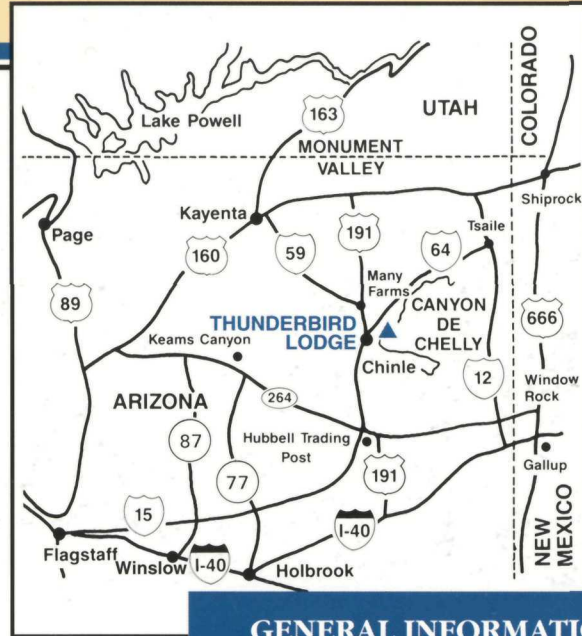 COLORADO
UTAH
163
Lake Powell
MONUMENT
VALLEY
Shiprock
Kayenta
Tsaile
Page
160
59
191
64
Many
Farms
89
CANYON
DE
CHELLY
666
THUNDERBIRD
LODGE
Keams Canyon
Chinle
12
Window
Rock
264
ARIZONA
87
Hubbell Trading
Post
77
191
Gallup
15
I-40
NEW
MEXICO
Flagstaff
Winslow
I-40
Holbrook